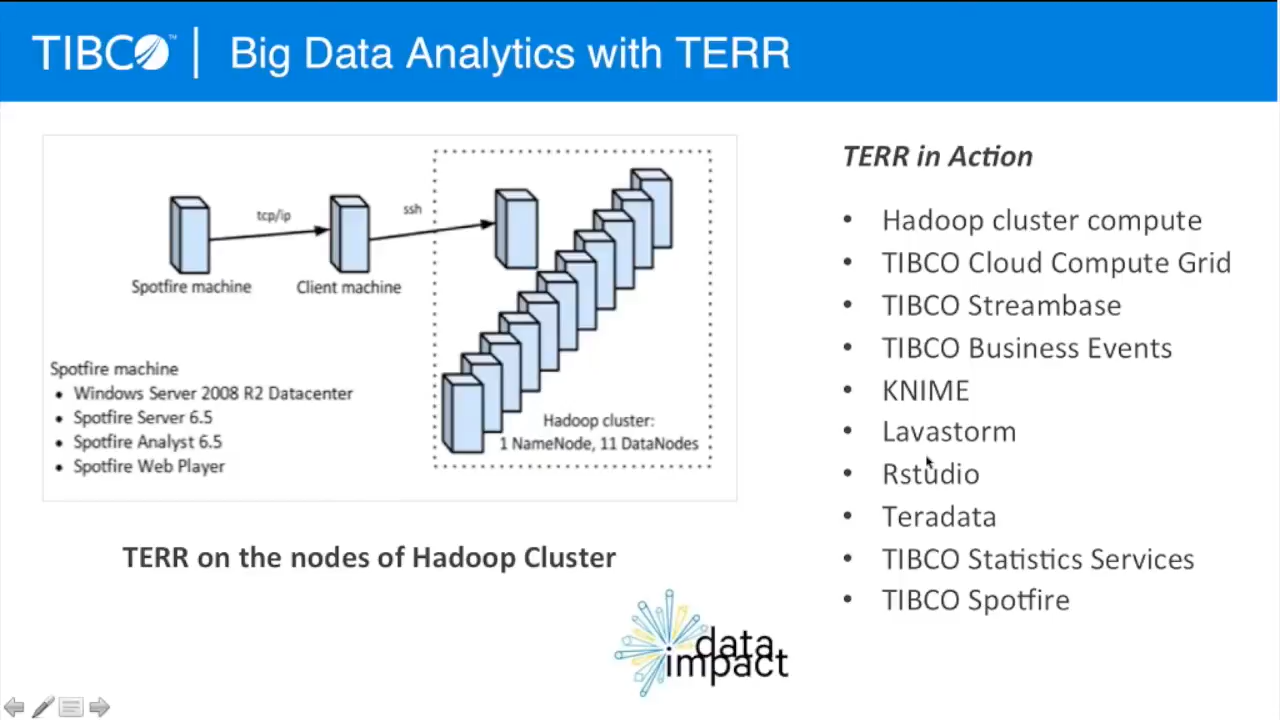 TIBCO™ | Big Data Analytics with TERR
tcp/ip
ssh
Spotfire machine
Client machine
Spotfire machine
• Windows Server 2008 R2 Datacenter
• Spotfire Server 6.5
• Spotfire Analyst 6.5
• Spotfire Web Player
Hadoop cluster:
1 NameNode, 11 DataNodes
TERR on the nodes of Hadoop Cluster
data
impact
TERR in Action
• Hadoop cluster compute
• TIBCO Cloud Compute Grid
• TIBCO Streambase
• TIBCO Business Events
• KNIME
• Lavastorm
• Rstudio
• Teradata
• TIBCO Statistics Services
• TIBCO Spotfire